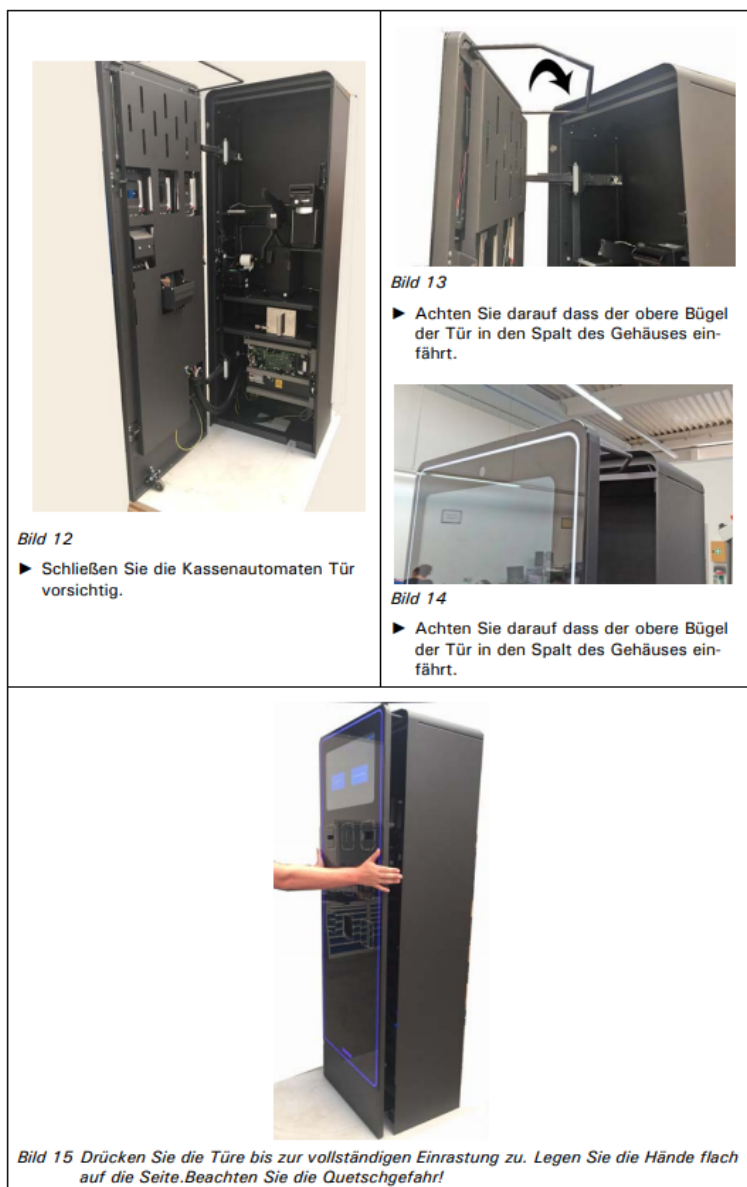 Bild 12
► Schließen Sie die Kassenautomaten Tür
vorsichtig.
Bild 13
► Achten Sie darauf dass der obere Bügel
der Tür in den Spalt des Gehäuses ein-
fährt.
Bild 14
► Achten Sie darauf dass der obere Bügel
der Tür in den Spalt des Gehäuses ein-
fährt.
Bild 15 Drücken Sie die Türe bis zur vollständigen Einrastung zu. Legen Sie die Hände flach
auf die Seite.Beachten Sie die Quetschgefahr!